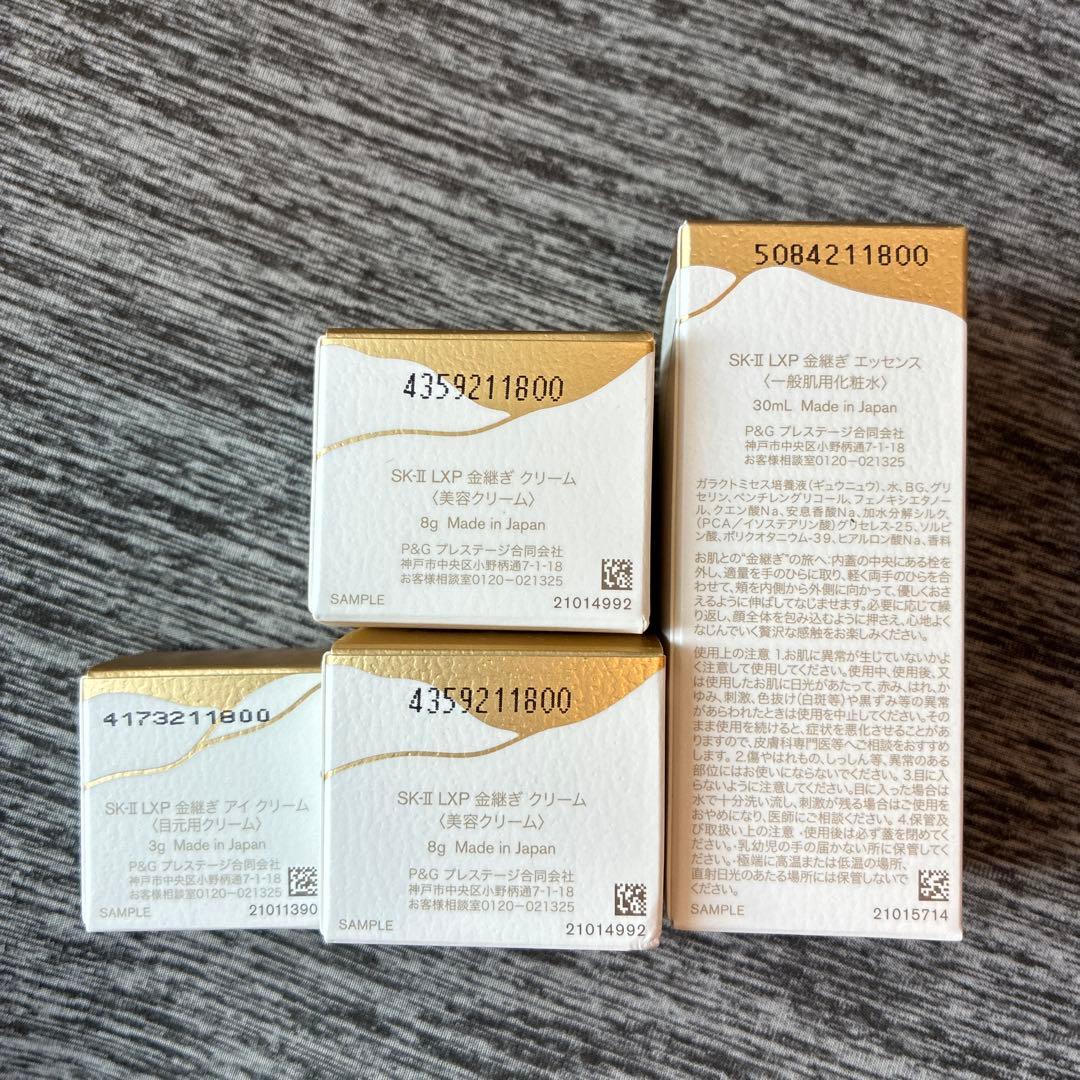 4359211800
SK-II LXP 金継ぎ クリーム
〈美容クリーム〉
8g Made in Japan
P&G プレステージ合同会社
神戸市中央区小野柄通7-1-18
お客様相談室0120-021325
SAMPLE
21014992
4173211800
SK-II LXP 金継ぎ アイ クリーム
〈目元用クリーム〉
3g Made in Japan
P&G プレステージ合同会社
神戸市中央区小野柄通7-1-18
お客様相談室0120-021325
SAMPLE
21011390
4359211800
SK-II LXP 金継ぎ クリーム
〈美容クリーム〉
8g Made in Japan
P&G プレステージ合同会社
神戸市中央区小野柄通7-1-18
お客様相談室0120-021325
SAMPLE
21014992
5084211800
SK-II LXP 金継ぎ エッセンス
〈一般肌用化粧水〉
30mL Made in Japan
P&G プレステージ合同会社
神戸市中央区小野柄通7-1-18
お客様相談室0120-021325
ガラクトミセス培養液(ギュウニュウ)、水、BG、グリ
セリン、ペンチレングリコール、フェノキシエタノー
ル、クエン酸Na、安息香酸Na、加水分解シルク、
(PCA/イソステアリン酸)グリセレス-25、ソルビ
ン酸、ポリクオタニウム-39、ヒアルロン酸Na、香料
お肌との“金継ぎ”の旅へ:内蓋の中央にある栓を
外し、適量を手のひらに取り、軽く両手のひらを合
わせて、頬を内側から外側に向かって、優しくおさ
えるように伸ばしてなじませます。必要に応じて繰
り返し、顔全体を包み込むように押さえ、心地よく
なじんでいく贅沢な感触をお楽しみください。
使用上の注意 1.お肌に異常が生じていないかよ
く注意して使用してください。使用中、使用後、又
は使用したお肌に日光があたって、赤み、はれ、か
ゆみ、刺激、色抜け(白斑等)や黒ずみ等の異常
があらわれたときは使用を中止してください。その
まま使用を続けると、症状を悪化させることがあ
りますので、皮膚科専門医等へご相談をおすすめ
します。2.傷やはれもの、しっしん等、異常のある
部位にはお使いにならないでください。3.目に入
らないように注意してください。目に入った場合は
水で十分洗い流し、刺激が残る場合はご使用を
おやめになり、医師にご相談ください。4.保管及
び取扱い上の注意・使用後は必ず蓋を閉めてく
ださい。・乳幼児の手の届かない所に保管してく
ださい。・極端に高温または低温の場所、
直射日光のあたる場所には保管しないで
ください。
SAMPLE
21015714